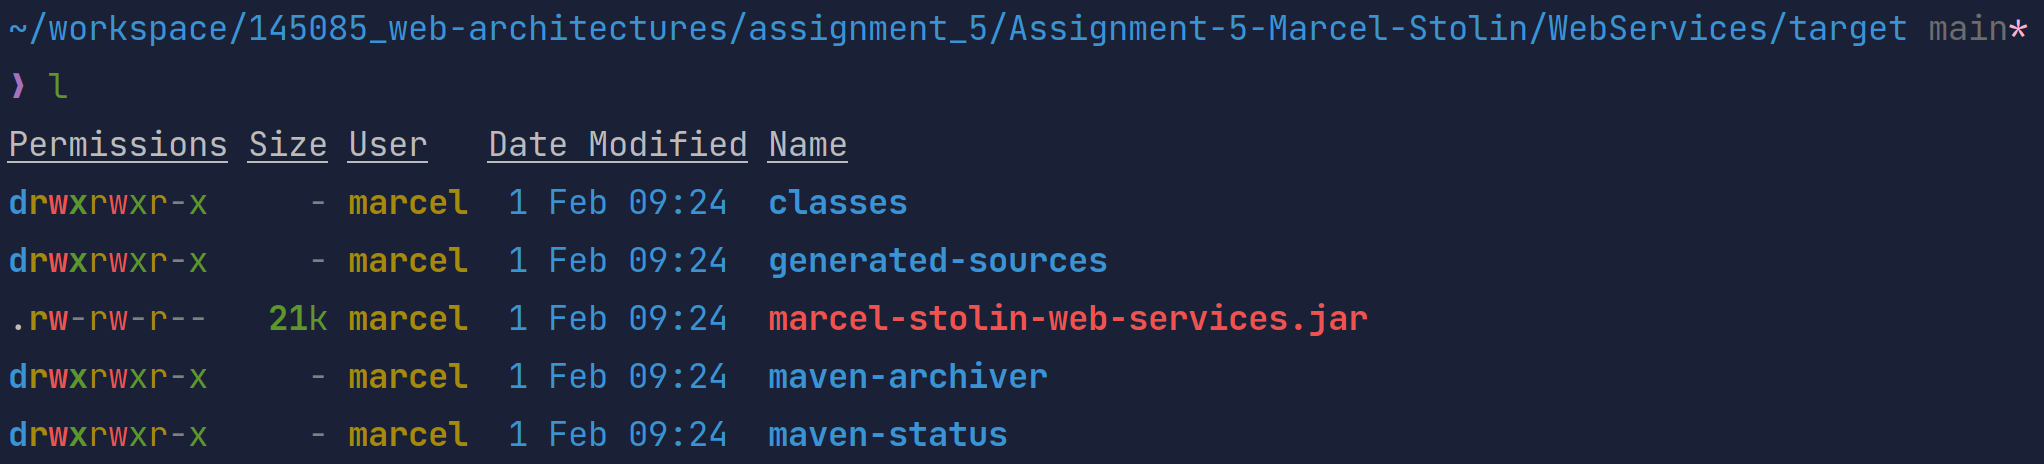 ~/workspace/145085_web-architectures/assignment_5/Assignment-5-Marcel-Stolin/WebServices/target main*
❯ l
Permissions Size User   Date Modified Name
drwxrwxr-x     - marcel  1 Feb 09:24  classes
drwxrwxr-x     - marcel  1 Feb 09:24  generated-sources
.rw-rw-r--   21k marcel  1 Feb 09:24  marcel-stolin-web-services.jar
drwxrwxr-x     - marcel  1 Feb 09:24  maven-archiver
drwxrwxr-x     - marcel  1 Feb 09:24  maven-status